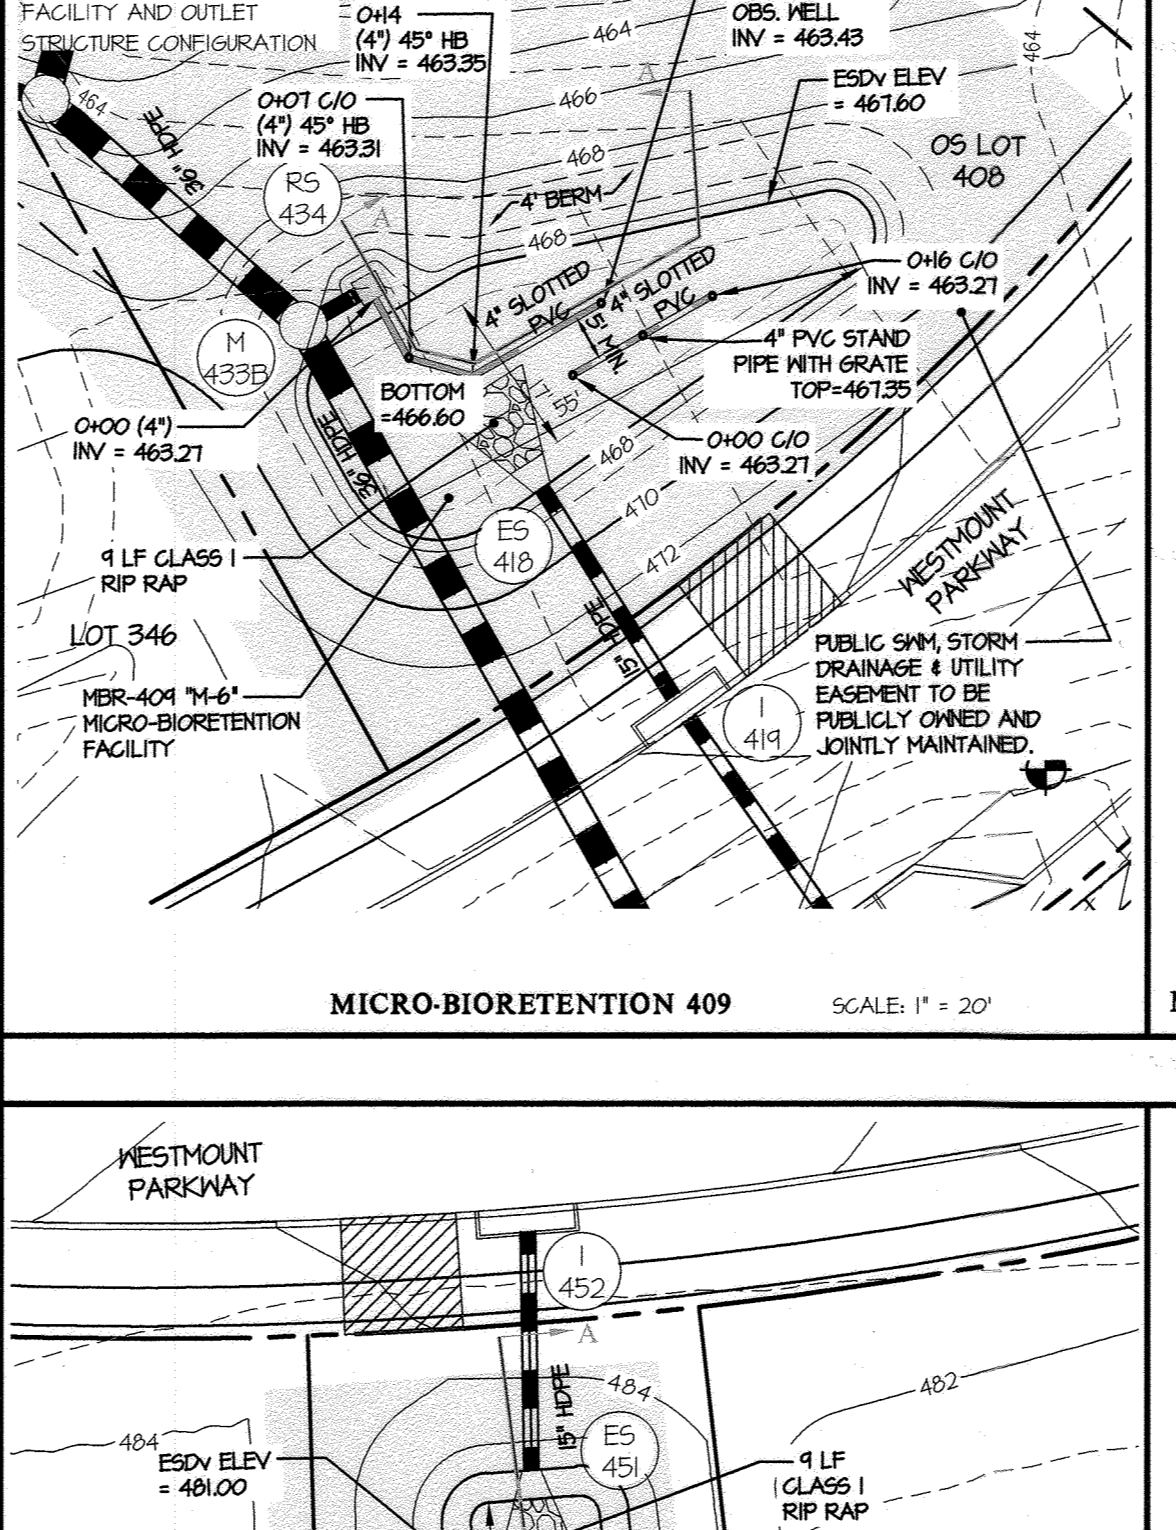 FACILITY AND OUTLET
STRUCTURE CONFIGURATION
0+14
(4") 45° HB
INV = 463.35
OBS. WELL
INV = 463.43
464
464
A
ESDv ELEV
= 467.60
464
36" HDPE
0+07 C/O
(4") 45° HB
INV = 463.31
466
OS LOT
408
468
RS
434
A
4' BERM
468
0+16 C/O
INV = 463.27
4" SLOTTED
PVC
4" SLOTTED
PVC
5' MIN
M
433B
4" PVC STAND
PIPE WITH GRATE
TOP=467.35
BOTTOM
=466.60
55'
0+00 (4")
INV = 463.27
36" HDPE
468
0+00 C/O
INV = 463.27
470
9 LF CLASS I
RIP RAP
ES
418
472
WESTMOUNT
PARKWAY
LOT 346
15" HDPE
MBR-409 "M-6"
MICRO-BIORETENTION
FACILITY
I
419
PUBLIC SWM, STORM
DRAINAGE & UTILITY
EASEMENT TO BE
PUBLICLY OWNED AND
JOINTLY MAINTAINED.
MICRO-BIORETENTION 409
SCALE: 1" = 20'
WESTMOUNT
PARKWAY
I
452
A
15" HDPE
484
482
484
ESDv ELEV
= 481.00
ES
451
9 LF
CLASS I
RIP RAP